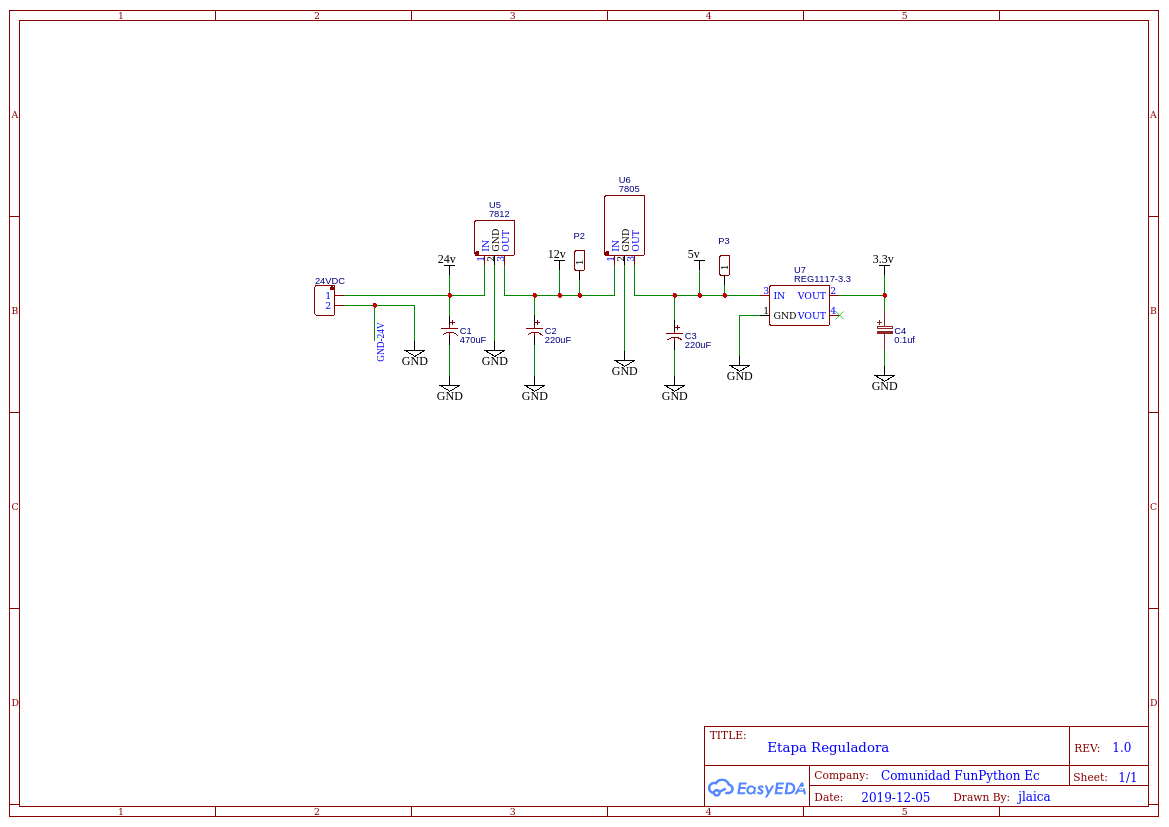 1 2 3 4 5
A A
U6
7805
U5
7812
IN GND OUT
1 2 3
P2
1
IN GND OUT
1 2 3
P3
1
24v
12v
5v
3.3v
U7
REG1117-3.3
24VDC
1
2
3 IN VOUT 2
1 GND VOUT 4
B B
GND-24V
C1
470uF
C2
220uF
C3
220uF
C4
0.1uf
GND
GND
GND
GND
GND
GND
GND
GND
C C
D D
TITLE:
Etapa Reguladora
REV: 1.0
EasyEDA
Company: Comunidad FunPython Ec
Sheet: 1/1
Date: 2019-12-05 Drawn By: jlaica
1 2 3 4 5